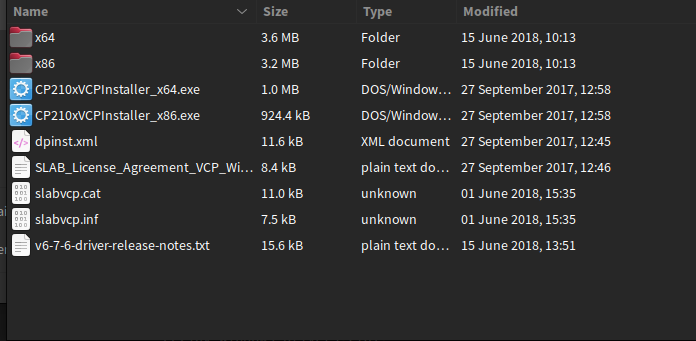 Name Size Type Modified
x64 3.6 MB Folder 15 June 2018, 10:13
x86 3.2 MB Folder 15 June 2018, 10:13
CP210xVCPInstaller_x64.exe 1.0 MB DOS/Window… 27 September 2017, 12:58
CP210xVCPInstaller_x86.exe 924.4 kB DOS/Window… 27 September 2017, 12:58
dpinst.xml 11.6 kB XML document 27 September 2017, 12:45
SLAB_License_Agreement_VCP_Wi… 8.4 kB plain text do… 27 September 2017, 12:46
slabvcp.cat 11.0 kB unknown 01 June 2018, 15:35
slabvcp.inf 7.5 kB unknown 01 June 2018, 15:35
v6-7-6-driver-release-notes.txt 15.6 kB plain text do… 15 June 2018, 13:51